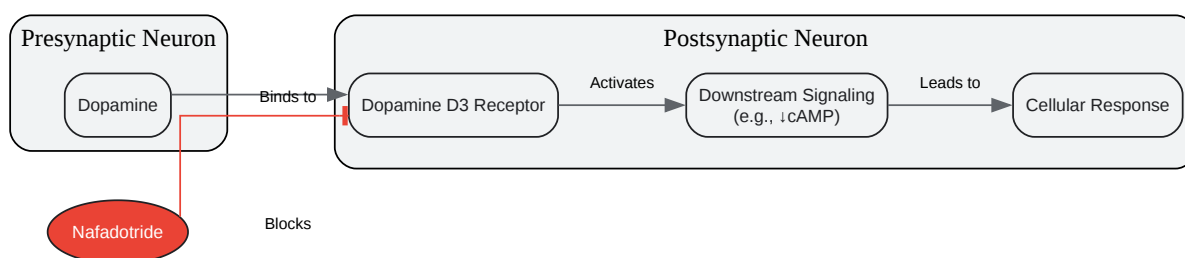 Presynaptic Neuron
Postsynaptic Neuron
Dopamine
Binds to
Dopamine D3 Receptor
Activates
Downstream Signaling
(e.g., ↓cAMP)
Leads to
Cellular Response
Nafadotride
Blocks